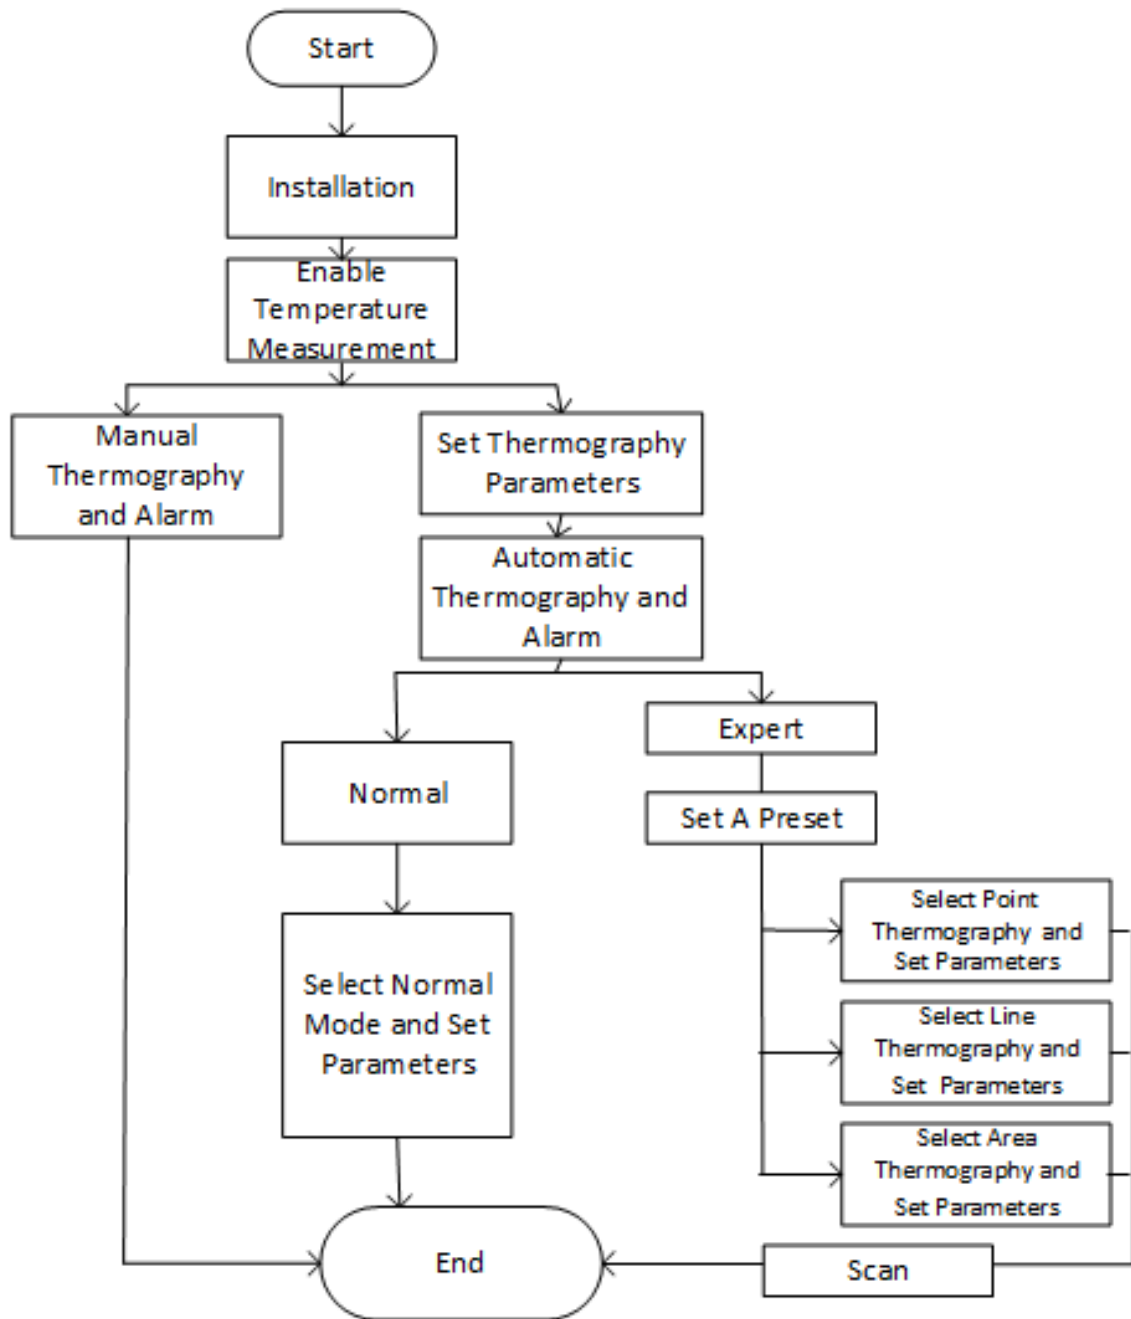 Start
Installation
Enable
Temperature
Measurement
Manual
Thermography
and Alarm
Set Thermography
Parameters
Automatic
Thermography and
Alarm
Normal
Expert
Set A Preset
Select Normal
Mode and Set
Parameters
Select Point
Thermography and
Set Parameters
Select Line
Thermography and
Set Parameters
Select Area
Thermography and
Set Parameters
End
Scan